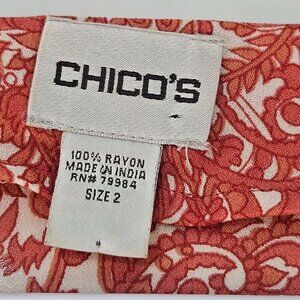 CHICO'S
100% RAYON
MADE IN INDIA
RN# 79984
SIZE 2